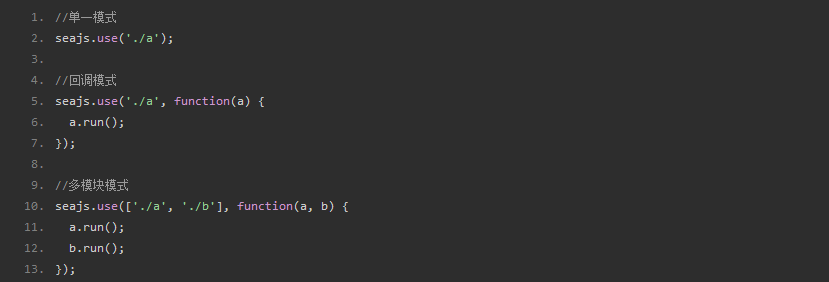 1. //单一模式
2. seajs.use('./a');
3.
4. //回调模式
5. seajs.use('./a', function(a) {
6.   a.run();
7. });
8.
9. //多模块模式
10. seajs.use(['./a', './b'], function(a, b) {
11.   a.run();
12.   b.run();
13. });